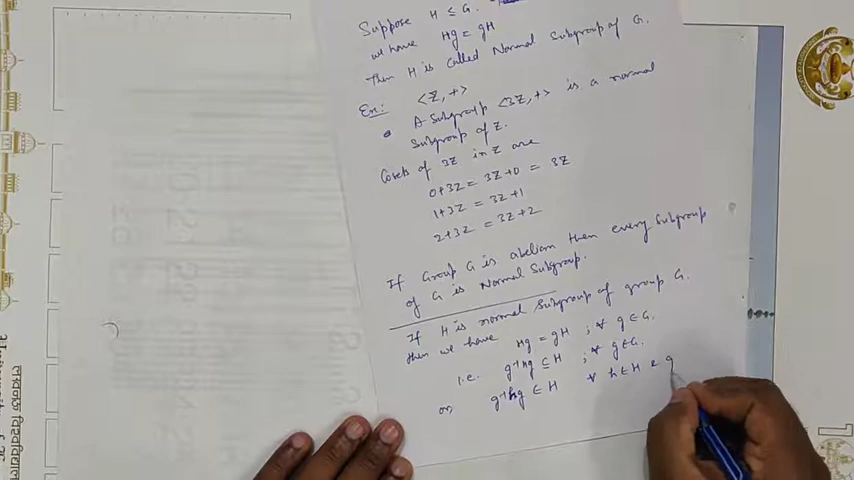 Suppose H ≤ G.
we have Hg = gH
Then H is called Normal Subgroup of G.
Ex: <Z, +>
A Subgroup <3Z, +> is a normal
Subgroup of Z.
Cosets of 3Z in Z are
0+3Z = 3Z+0 = 3Z
1+3Z = 3Z+1
2+3Z = 3Z+2
If Group G is abelian then every Subgroup
of G is Normal Subgroup.
If H is normal Subgroup of group G.
then we have Hg = gH ; ∀ g ∈ G.
i.e. g⁻¹Hg ⊆ H ; ∀ g ∈ G.
or g⁻¹hg ∈ H ∀ h ∈ H & g